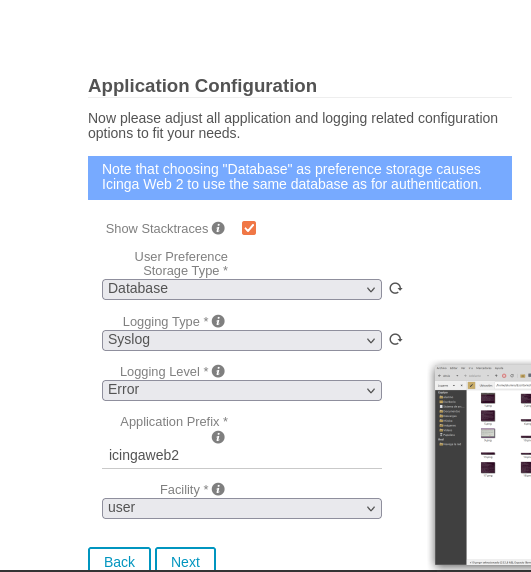 Application Configuration
Now please adjust all application and logging related configuration
options to fit your needs.
Note that choosing "Database" as preference storage causes
Icinga Web 2 to use the same database as for authentication.
Show Stacktraces
User Preference
Storage Type *
Database
Logging Type *
Syslog
Logging Level *
Error
Application Prefix *
icingaweb2
Facility *
user
Back Next